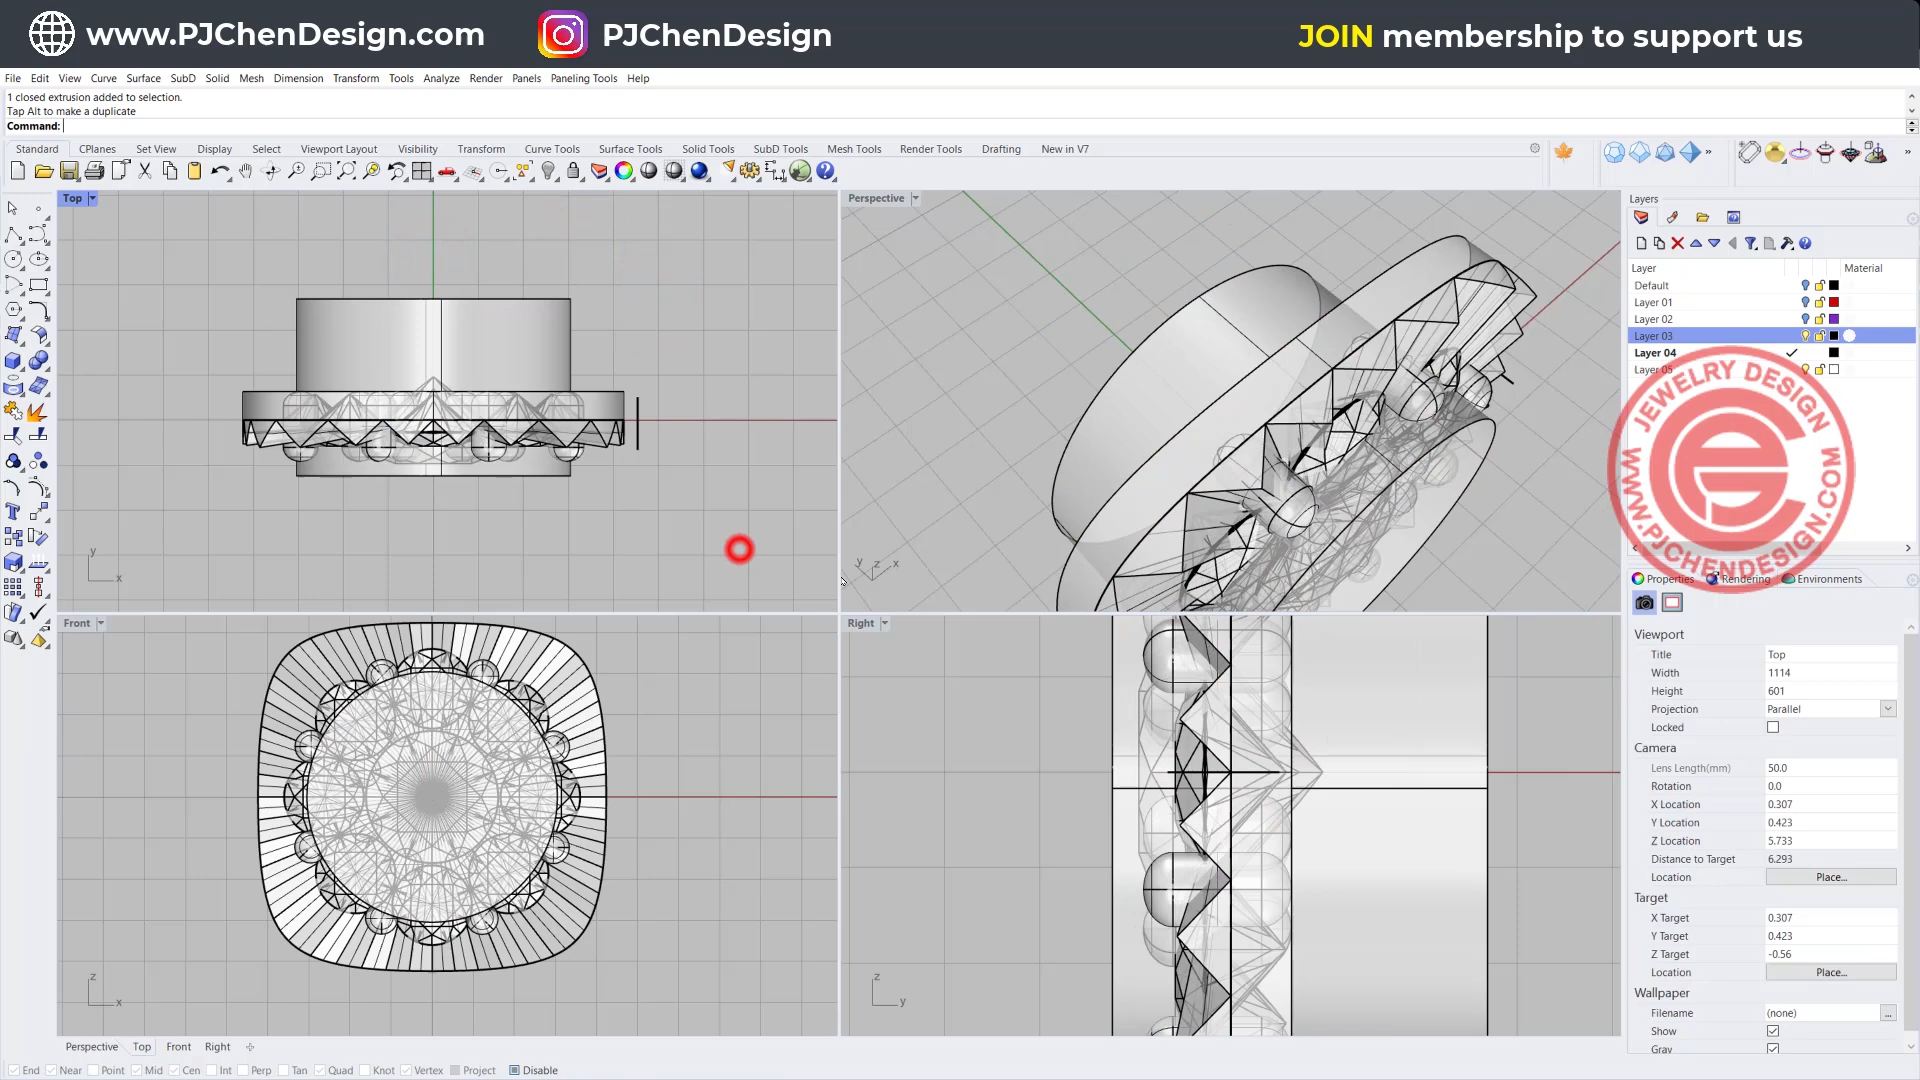 www.PJChenDesign.com PJChenDesign JOIN membership to support us
File Edit View Curve Surface SubD Solid Mesh Dimension Transform Tools Analyze Render Panels Paneling Tools Help
1 closed extrusion added to selection.
Tap Alt to make a duplicate
Command:
Standard CPlanes Set View Display Select Viewport Layout Visibility Transform Curve Tools Surface Tools Solid Tools SubD Tools Mesh Tools Render Tools Drafting New in V7
Top
Perspective
Layers
Layer Material
Default
Layer 01
Layer 02
Layer 03
Layer 04
Layer 05
JEWELRY DESIGN
WWW.PJCHENDESIGN.COM
y
x
y z x
Front
Right
z
x
z
y
Properties Rendering Environments
Viewport
Title Top
Width 1114
Height 601
Projection Parallel
Locked
Camera
Lens Length(mm) 50.0
Rotation 0.0
X Location 0.307
Y Location 0.423
Z Location 5.733
Distance to Target 6.293
Location Place...
Target
X Target 0.307
Y Target 0.423
Z Target -0.56
Location Place...
Wallpaper
Filename (none) ...
Show
Gray
Perspective Top Front Right
End Near Point Mid Cen Int Perp Tan Quad Knot Vertex Project Disable